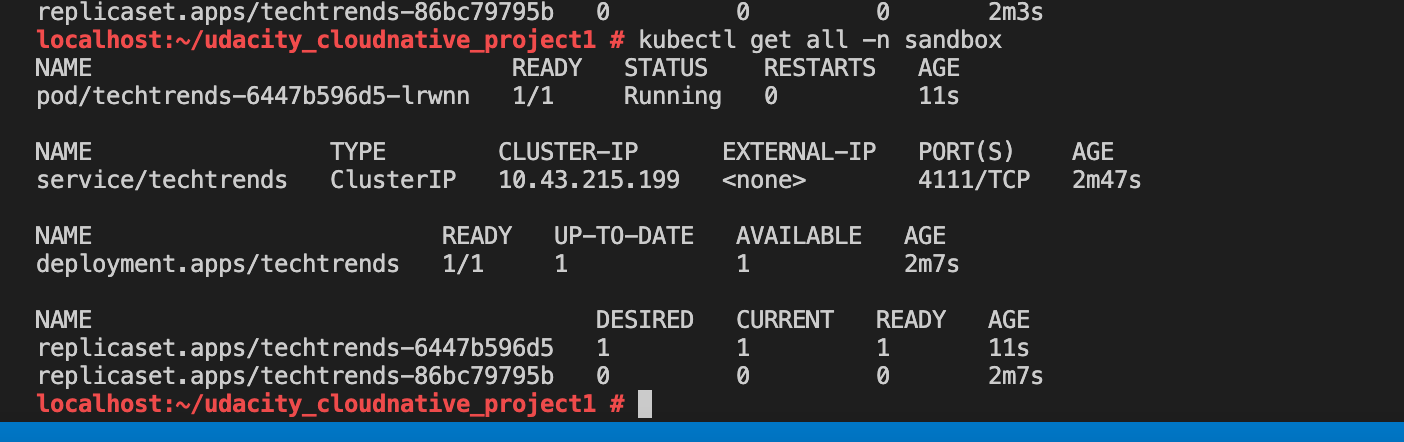 replicaset.apps/techtrends-86bc79795b   0         0         0       2m3s
localhost:~/udacity_cloudnative_project1 # kubectl get all -n sandbox
NAME                              READY   STATUS    RESTARTS   AGE
pod/techtrends-6447b596d5-lrwnn   1/1     Running   0          11s
NAME                 TYPE        CLUSTER-IP      EXTERNAL-IP   PORT(S)    AGE
service/techtrends   ClusterIP   10.43.215.199   <none>        4111/TCP   2m47s
NAME                         READY   UP-TO-DATE   AVAILABLE   AGE
deployment.apps/techtrends   1/1     1            1           2m7s
NAME                                    DESIRED   CURRENT   READY   AGE
replicaset.apps/techtrends-6447b596d5   1         1         1       11s
replicaset.apps/techtrends-86bc79795b   0         0         0       2m7s
localhost:~/udacity_cloudnative_project1 #